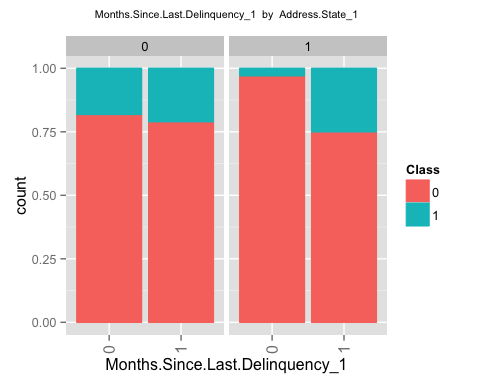 Months.Since.Last.Delinquency_1 by Address.State_1
0 1
1.00
0.75
0.50
0.25
0.00
count
0 1 0 1
Months.Since.Last.Delinquency_1
Class
0
1